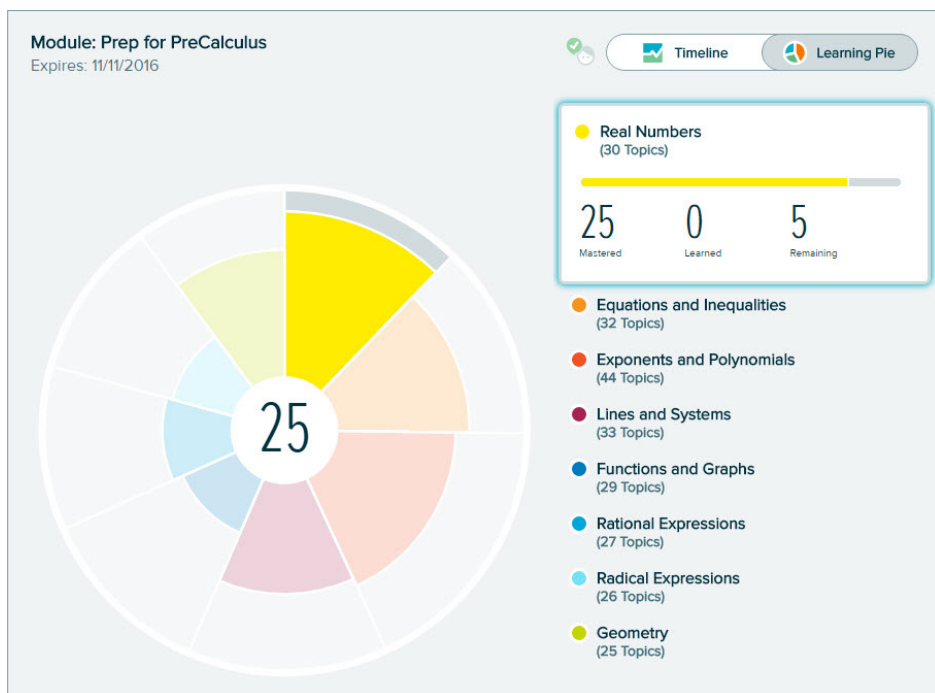 Module: Prep for PreCalculus
Expires: 11/11/2016
Timeline
Learning Pie
Real Numbers
(30 Topics)
25
0
5
Mastered
Learned
Remaining
25
Equations and Inequalities
(32 Topics)
Exponents and Polynomials
(44 Topics)
Lines and Systems
(33 Topics)
Functions and Graphs
(29 Topics)
Rational Expressions
(27 Topics)
Radical Expressions
(26 Topics)
Geometry
(25 Topics)